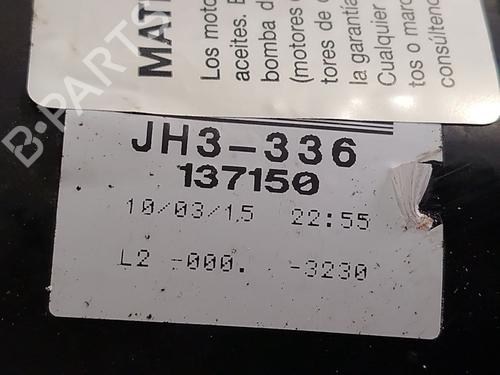 MAT
Los moto
aceites. E
bomba d
(motores
tores de
la garantía
Cualquier
tos o marc
consúlten
JH3-336
137150
10/03/15 22:55
L2 -000. -3230
B-PARTS